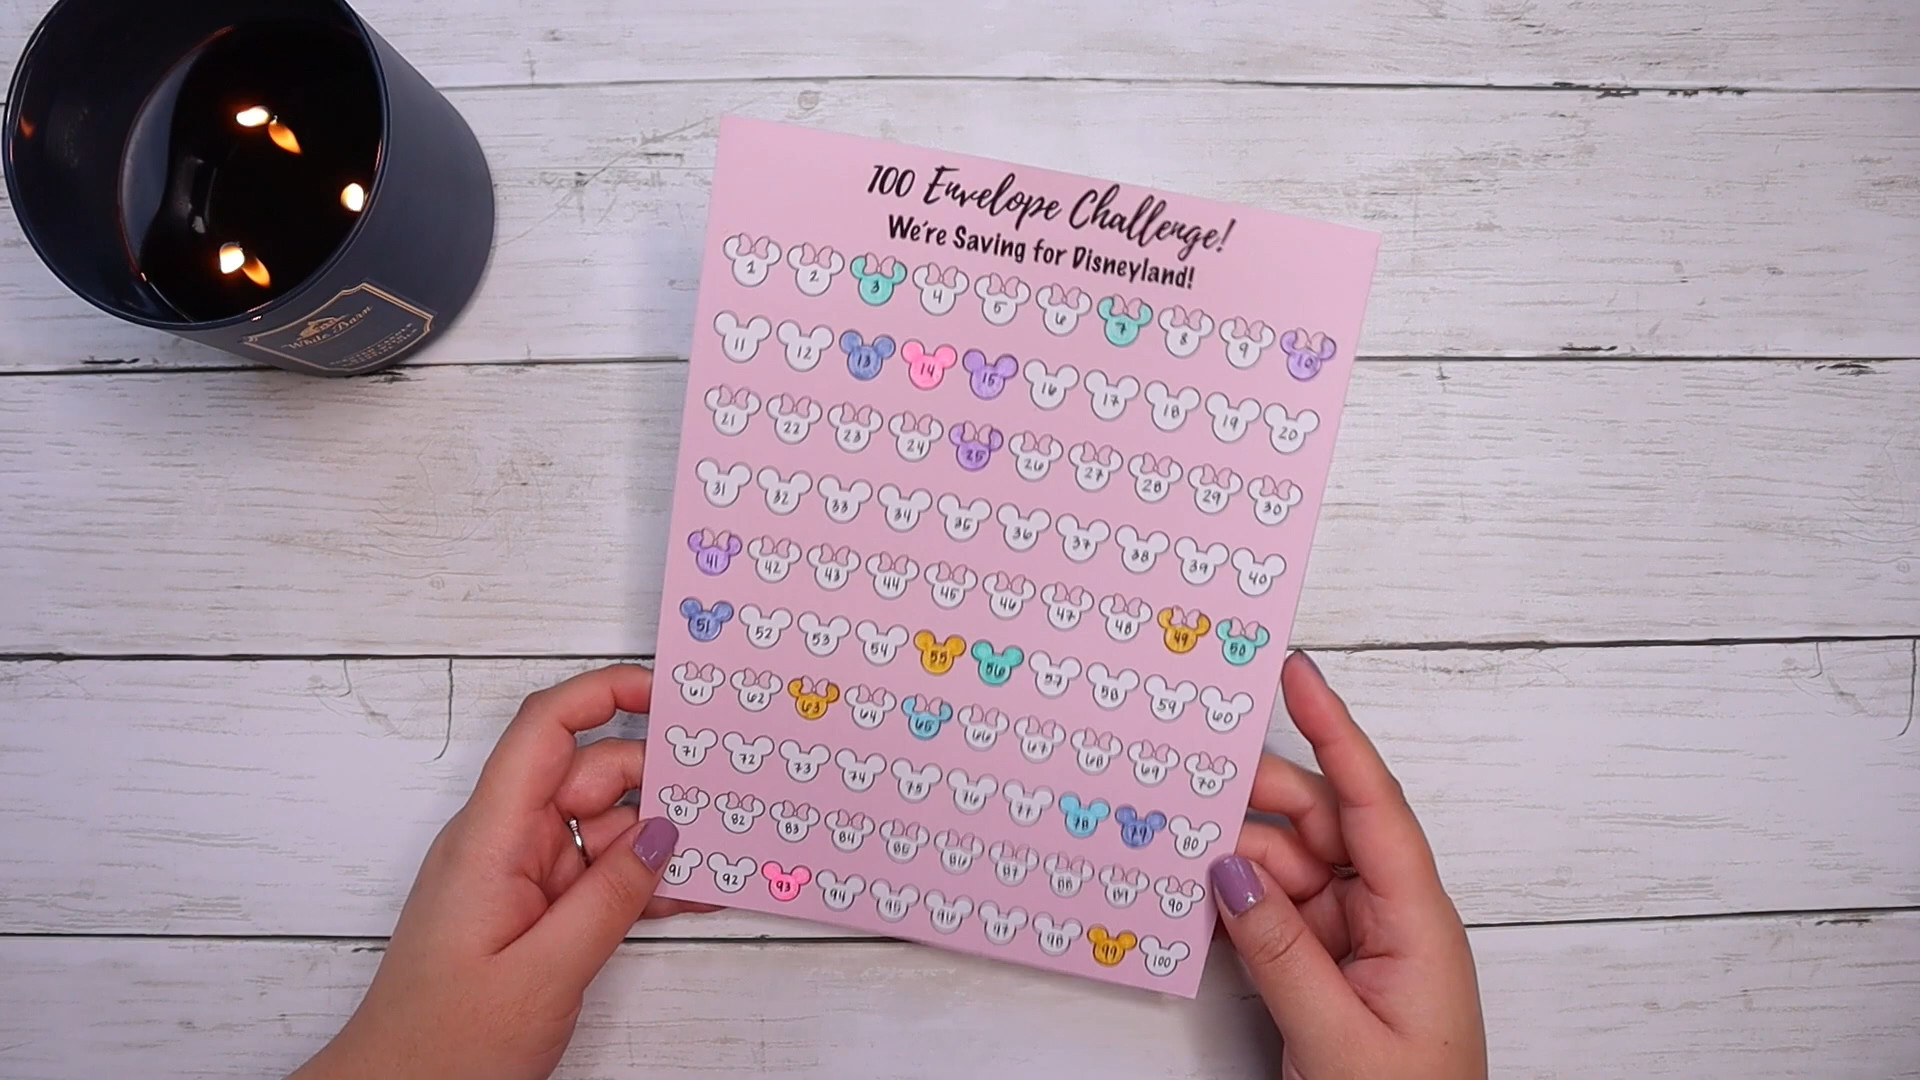 100 Envelope Challenge!
We're Saving for Disneyland!
1 2 3 4 5 6 7 8 9 10
11 12 13 14 15 16 17 18 19 20
21 22 23 24 25 26 27 28 29 30
31 32 33 34 35 36 37 38 39 40
41 42 43 44 45 46 47 48 49 50
51 52 53 54 55 56 57 58 59 60
61 62 63 64 65 66 67 68 69 70
71 72 73 74 75 76 77 78 79 80
81 82 83 84 85 86 87 88 89 90
91 92 93 94 95 96 97 98 99 100
White Barn